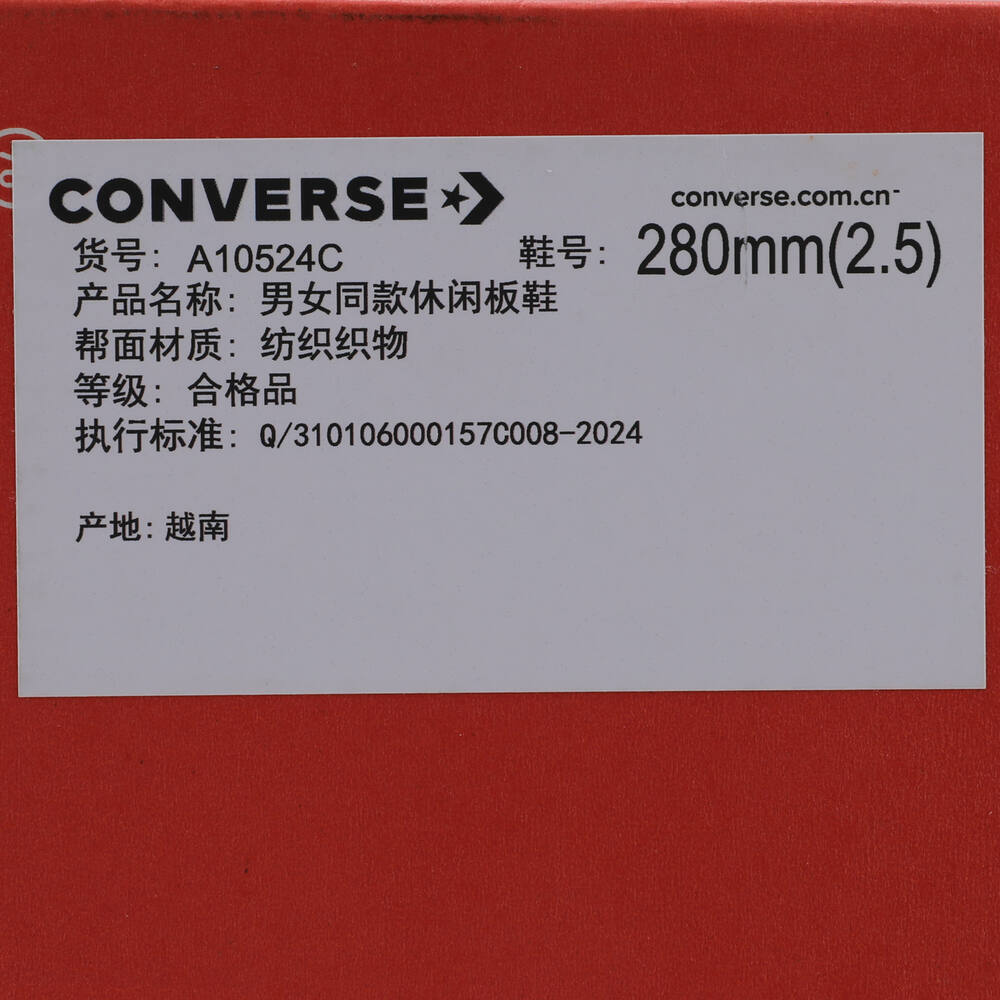 CONVERSE
converse.com.cn
货号: A10524C
鞋号: 280mm(2.5)
产品名称: 男女同款休闲板鞋
帮面材质: 纺织织物
等级: 合格品
执行标准: Q/310106000157C008-2024
产地: 越南